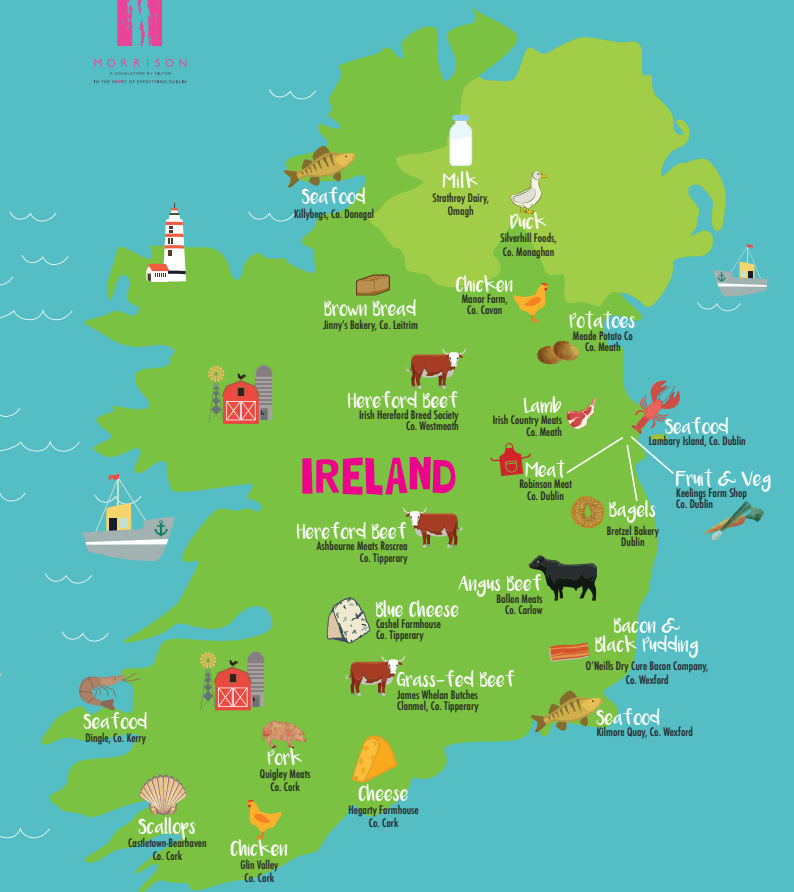 MORRISON
A DOUBLETREE BY HILTON
IN THE HEART OF EVERYTHING DUBLIN
Seafood
Killybegs, Co. Donegal
Milk
Strathroy Dairy,
Omagh
Duck
Silverhill Foods,
Co. Monaghan
Brown Bread
Jinny's Bakery, Co. Leitrim
Chicken
Manor Farm,
Co. Cavan
Potatoes
Meade Potato Co
Co. Meath
Hereford Beef
Irish Hereford Breed Society
Co. Westmeath
Lamb
Irish Country Meats
Co. Meath
Seafood
Lambary Island, Co. Dublin
IRELAND
Meat
Robinson Meat
Co. Dublin
Fruit & Veg
Keelings Farm Shop
Co. Dublin
Bagels
Bretzel Bakery
Dublin
Hereford Beef
Ashbourne Meats Roscrea
Co. Tipperary
Angus Beef
Ballon Meats
Co. Carlow
Blue Cheese
Cashel Farmhouse
Co. Tipperary
Bacon &
Black Pudding
O'Neills Dry Cure Bacon Company,
Co. Wexford
Grass-fed Beef
James Whelan Butches
Clonmel, Co. Tipperary
Seafood
Dingle, Co. Kerry
Seafood
Kilmore Quay, Co. Wexford
Pork
Quigley Meats
Co. Cork
Cheese
Hegarty Farmhouse
Co. Cork
Scallops
Castletown-Bearhaven
Co. Cork
Chicken
Glin Valley
Co. Cork